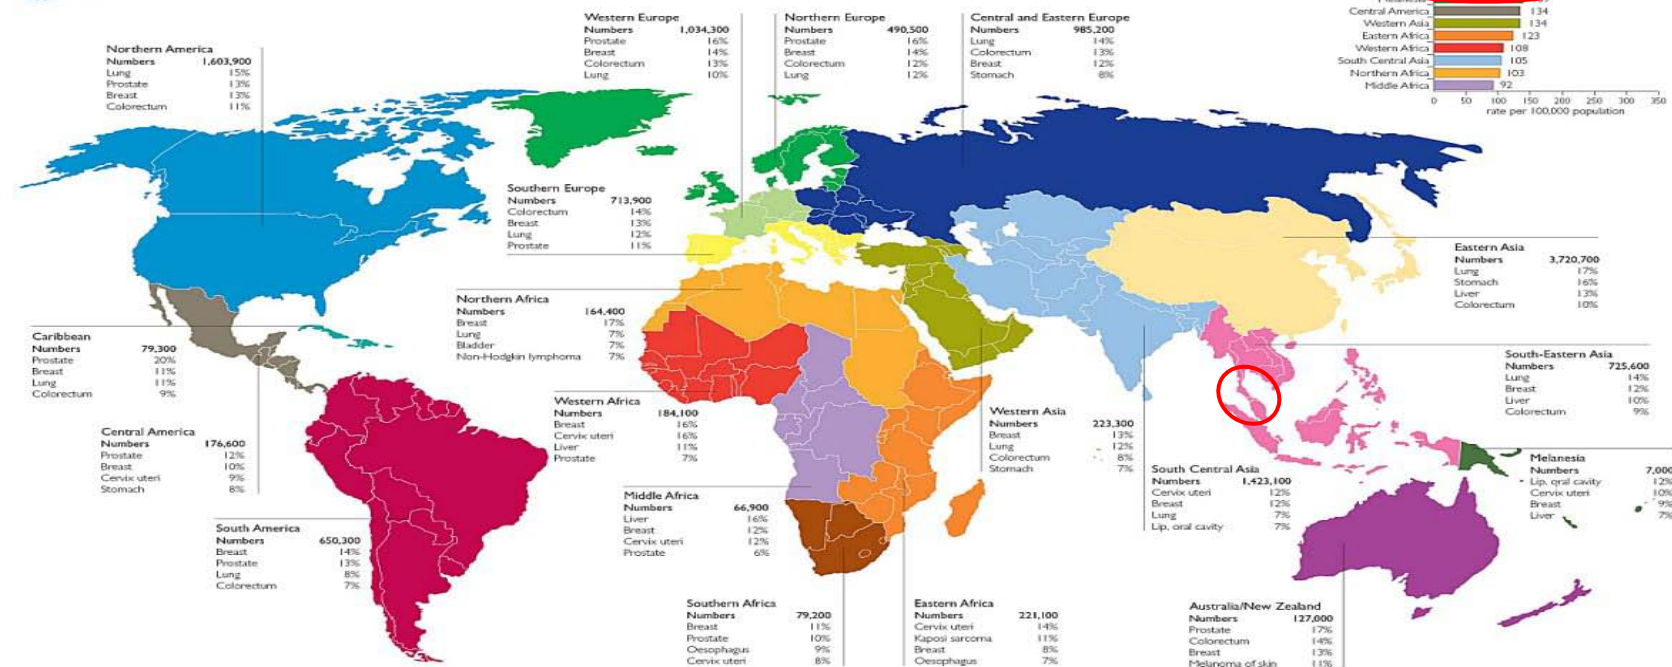 Central America 134
Western Asia 134
Eastern Africa 123
Western Africa 108
South Central Asia 105
Northern Africa 103
Middle Africa 92
0 50 100 150 200 250 300 350
rate per 100,000 population
Northern America
Numbers 1,603,900
Lung 15%
Prostate 13%
Breast 13%
Colorectum 11%
Western Europe
Numbers 1,034,300
Prostate 16%
Breast 14%
Colorectum 13%
Lung 10%
Northern Europe
Numbers 490,500
Prostate 16%
Breast 14%
Colorectum 12%
Lung 12%
Central and Eastern Europe
Numbers 985,200
Lung 14%
Colorectum 13%
Breast 12%
Stomach 8%
Southern Europe
Numbers 713,900
Colorectum 14%
Breast 13%
Lung 12%
Prostate 11%
Eastern Asia
Numbers 3,720,700
Lung 17%
Stomach 16%
Liver 13%
Colorectum 10%
Northern Africa
Numbers 164,400
Breast 17%
Lung 7%
Bladder 7%
Non-Hodgkin lymphoma 7%
Caribbean
Numbers 79,300
Prostate 20%
Breast 11%
Lung 11%
Colorectum 9%
South-Eastern Asia
Numbers 725,600
Lung 14%
Breast 12%
Liver 10%
Colorectum 9%
Western Africa
Numbers 184,100
Breast 16%
Cervix uteri 16%
Liver 11%
Prostate 7%
Western Asia
Numbers 223,300
Breast 13%
Lung 12%
Colorectum 8%
Stomach 7%
Central America
Numbers 176,600
Prostate 12%
Breast 10%
Cervix uteri 9%
Stomach 8%
South Central Asia
Numbers 1,423,100
Cervix uteri 12%
Breast 12%
Lung 7%
Lip, oral cavity 7%
Melanesia
Numbers 7,000
Lip, oral cavity 12%
Cervix uteri 10%
Breast 9%
Liver 7%
Middle Africa
Numbers 66,900
Liver 16%
Breast 12%
Cervix uteri 12%
Prostate 6%
South America
Numbers 650,300
Breast 14%
Prostate 13%
Lung 8%
Colorectum 7%
Southern Africa
Numbers 79,200
Breast 11%
Prostate 10%
Oesophagus 9%
Cervix uteri 8%
Eastern Africa
Numbers 221,100
Cervix uteri 14%
Kaposi sarcoma 11%
Breast 8%
Oesophagus 7%
Australia/New Zealand
Numbers 127,000
Prostate 17%
Colorectum 14%
Breast 13%
Melanoma of skin 11%